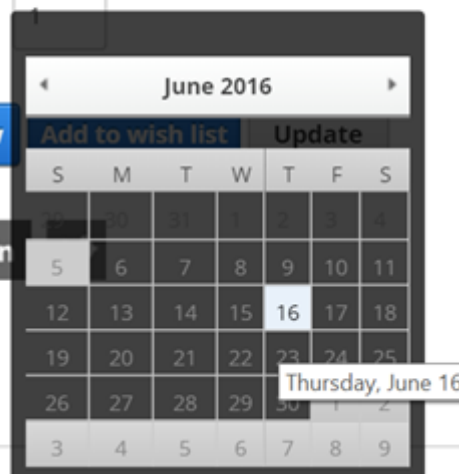 1
June 2016
Add to wish list Update
S M T W T F S
29 30 31 1 2 3 4
5 6 7 8 9 10 11
12 13 14 15 16 17 18
19 20 21 22 23 24 25
Thursday, June 16
26 27 28 29 30 1 2
3 4 5 6 7 8 9